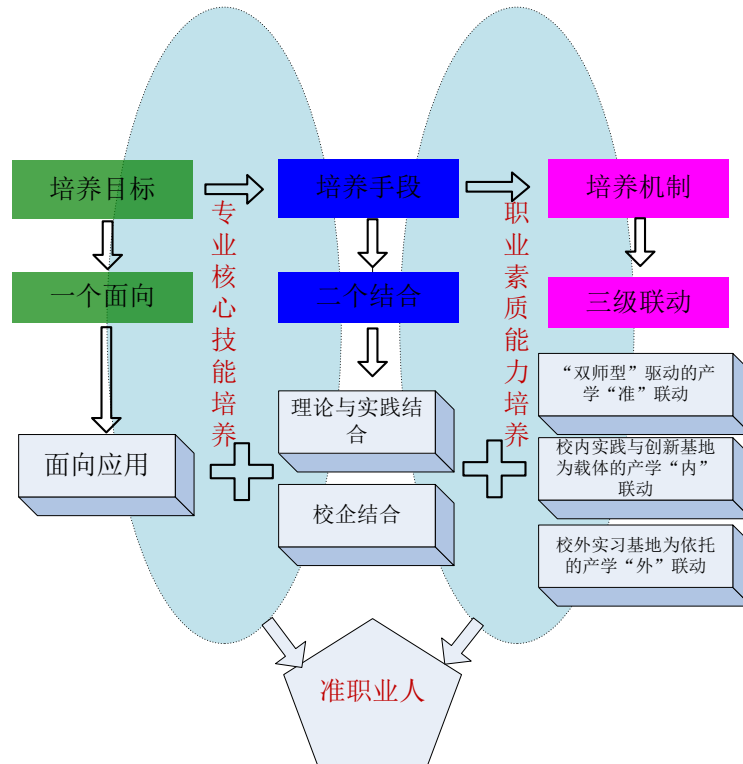 培养目标
培养手段
培养机制
专业核心技能培养
职业素质能力培养
一个面向
二个结合
三级联动
面向应用
理论与实践结
合
校企结合
“双师型”驱动的产
学“准”联动
校内实践与创新基地
为载体的产学“内”
联动
校外实习基地为依托
的产学“外”联动
准职业人